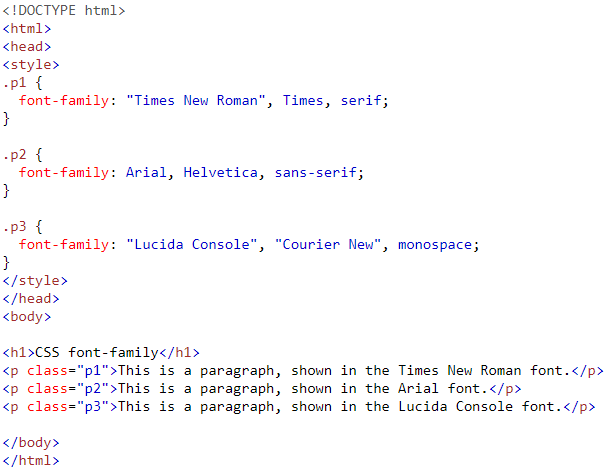 <!DOCTYPE html>
<html>
<head>
<style>
.p1 {
  font-family: "Times New Roman", Times, serif;
}

.p2 {
  font-family: Arial, Helvetica, sans-serif;
}

.p3 {
  font-family: "Lucida Console", "Courier New", monospace;
}
</style>
</head>
<body>

<h1>CSS font-family</h1>
<p class="p1">This is a paragraph, shown in the Times New Roman font.</p>
<p class="p2">This is a paragraph, shown in the Arial font.</p>
<p class="p3">This is a paragraph, shown in the Lucida Console font.</p>

</body>
</html>